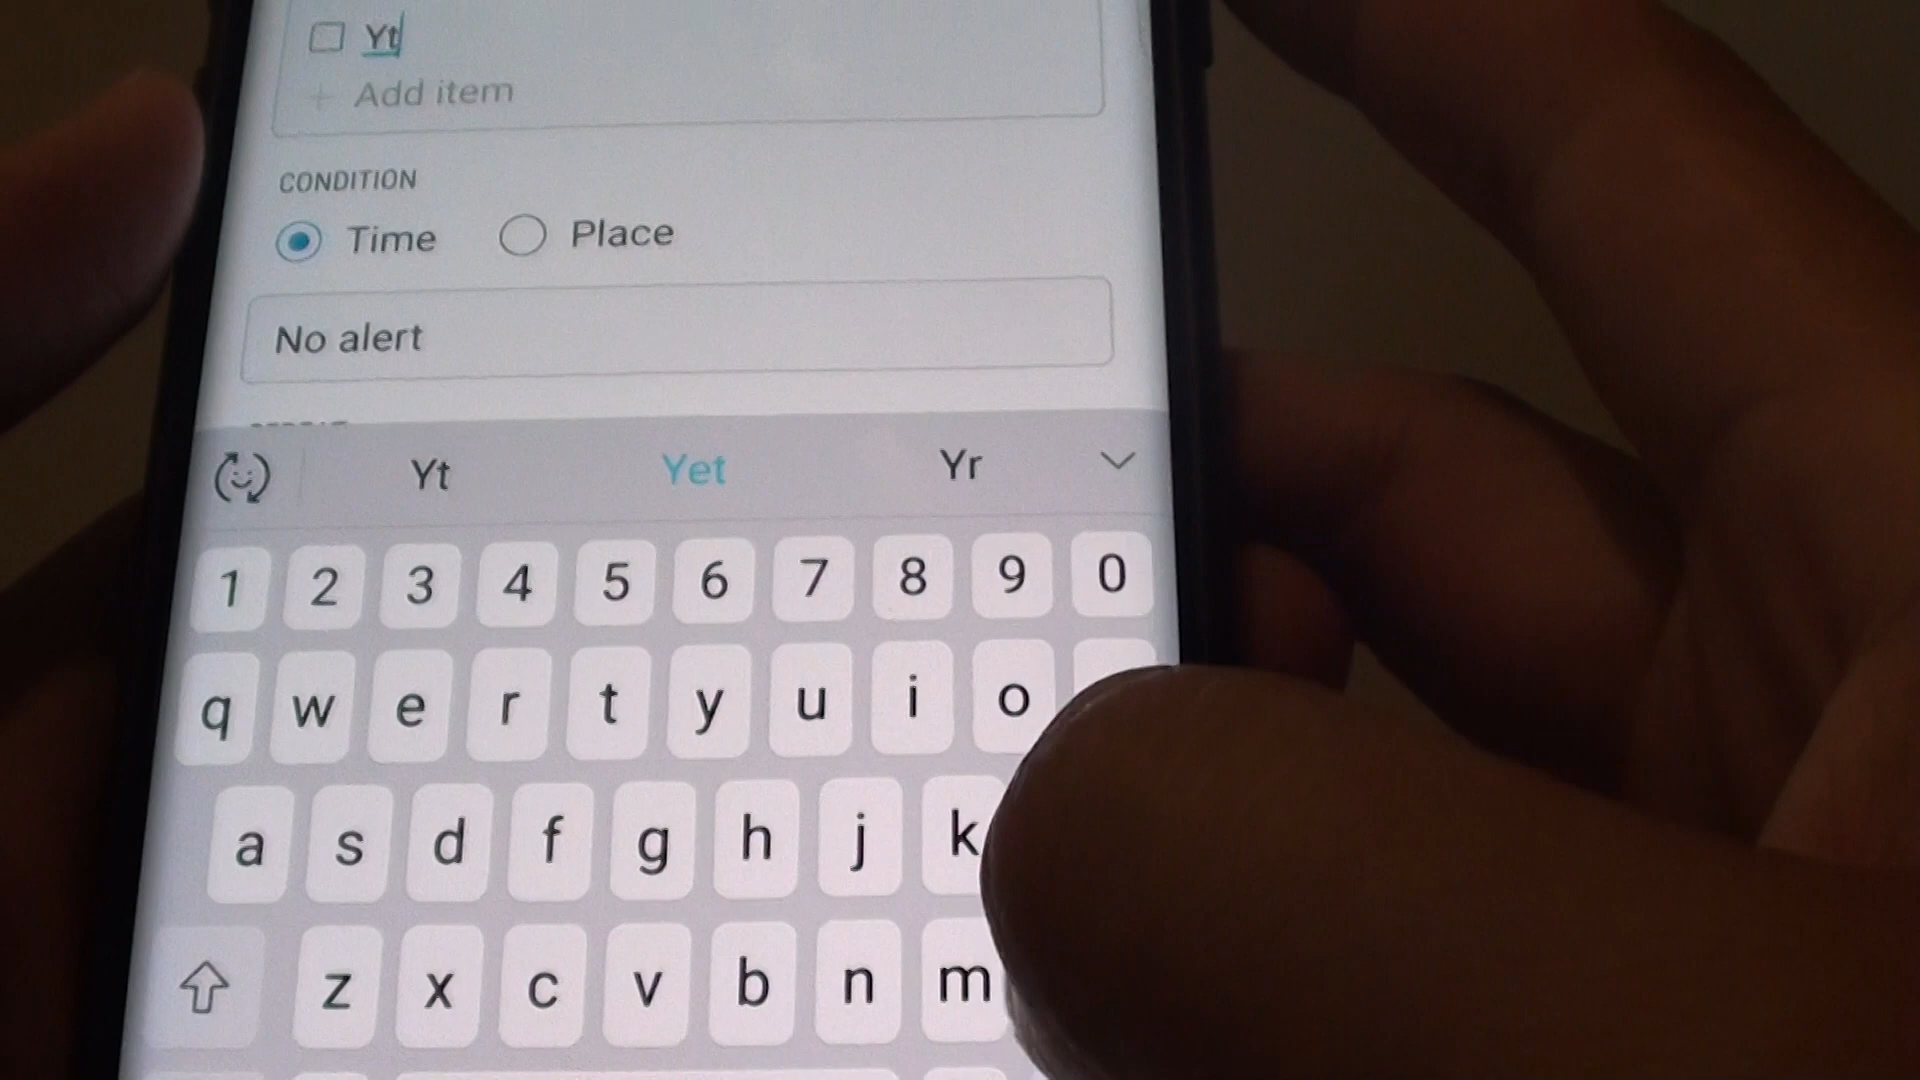 Yt
+ Add item
CONDITION
Time Place
No alert
Yt Yet Yr
1 2 3 4 5 6 7 8 9 0
q w e r t y u i o
a s d f g h j k
z x c v b n m